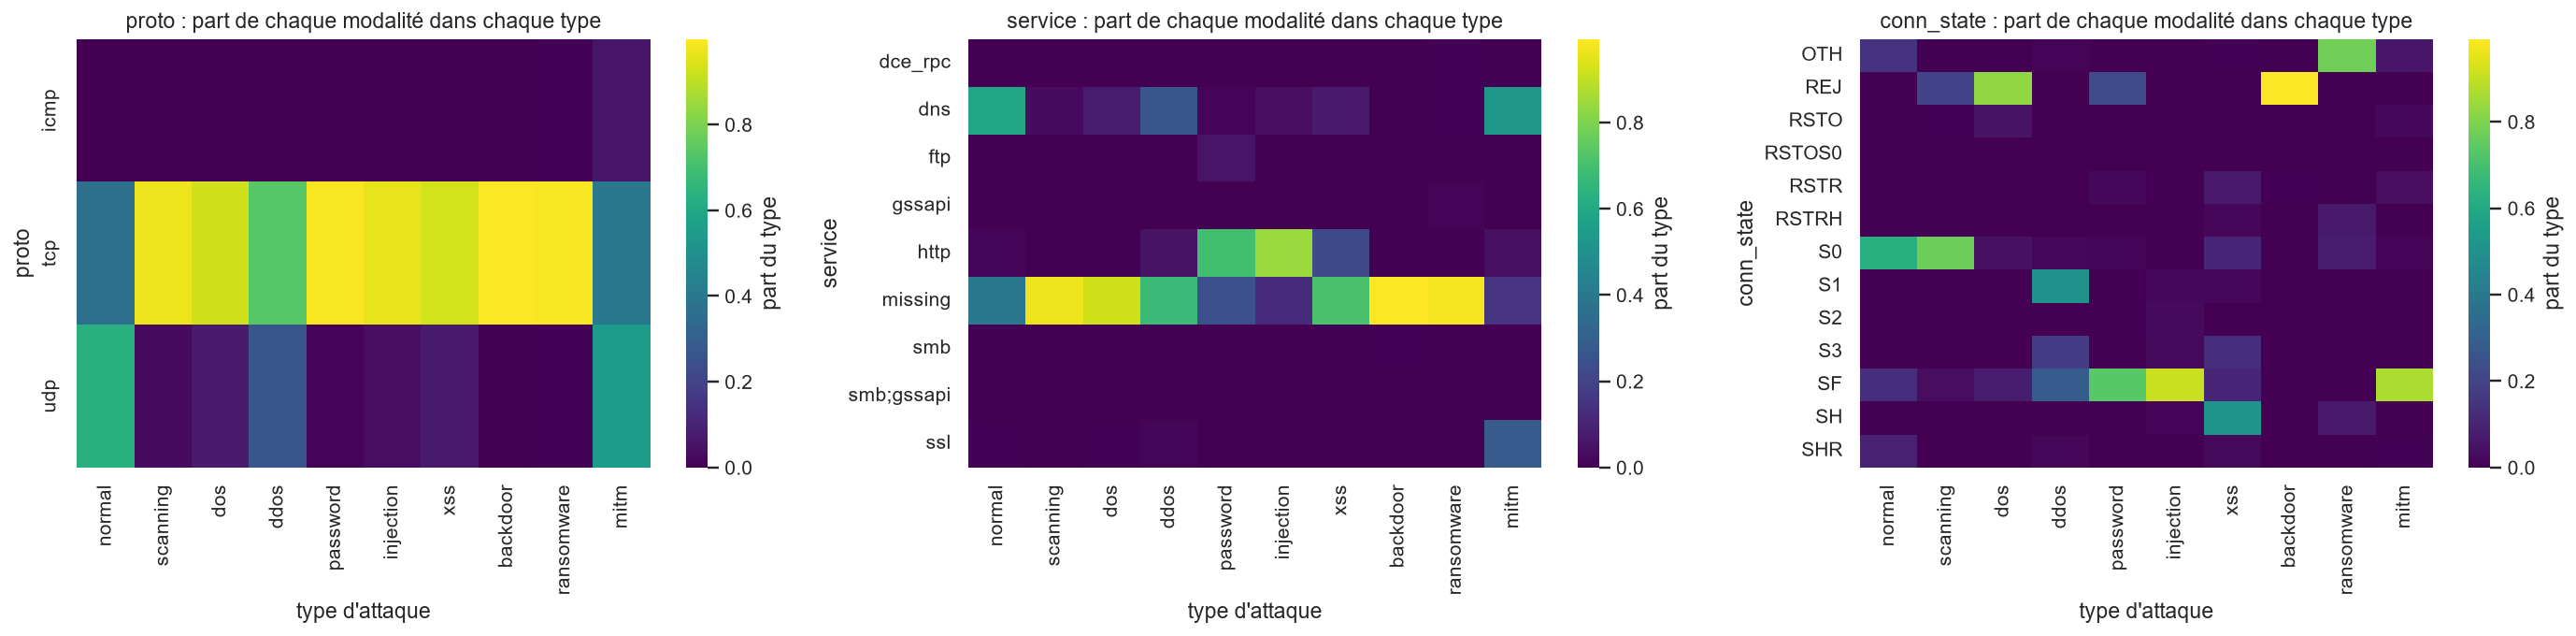 proto : part de chaque modalité dans chaque type
icmp
tcp
udp
proto
normal
scanning
dos
ddos
password
injection
xss
backdoor
ransomware
mitm
type d'attaque
0.8
0.6
0.4
0.2
0.0
part du type
service : part de chaque modalité dans chaque type
dce_rpc
dns
ftp
gssapi
http
missing
smb
smb;gssapi
ssl
service
normal
scanning
dos
ddos
password
injection
xss
backdoor
ransomware
mitm
type d'attaque
0.8
0.6
0.4
0.2
0.0
part du type
conn_state : part de chaque modalité dans chaque type
OTH
REJ
RSTO
RSTOS0
RSTR
RSTRH
S0
S1
S2
S3
SF
SH
SHR
conn_state
normal
scanning
dos
ddos
password
injection
xss
backdoor
ransomware
mitm
type d'attaque
0.8
0.6
0.4
0.2
0.0
part du type